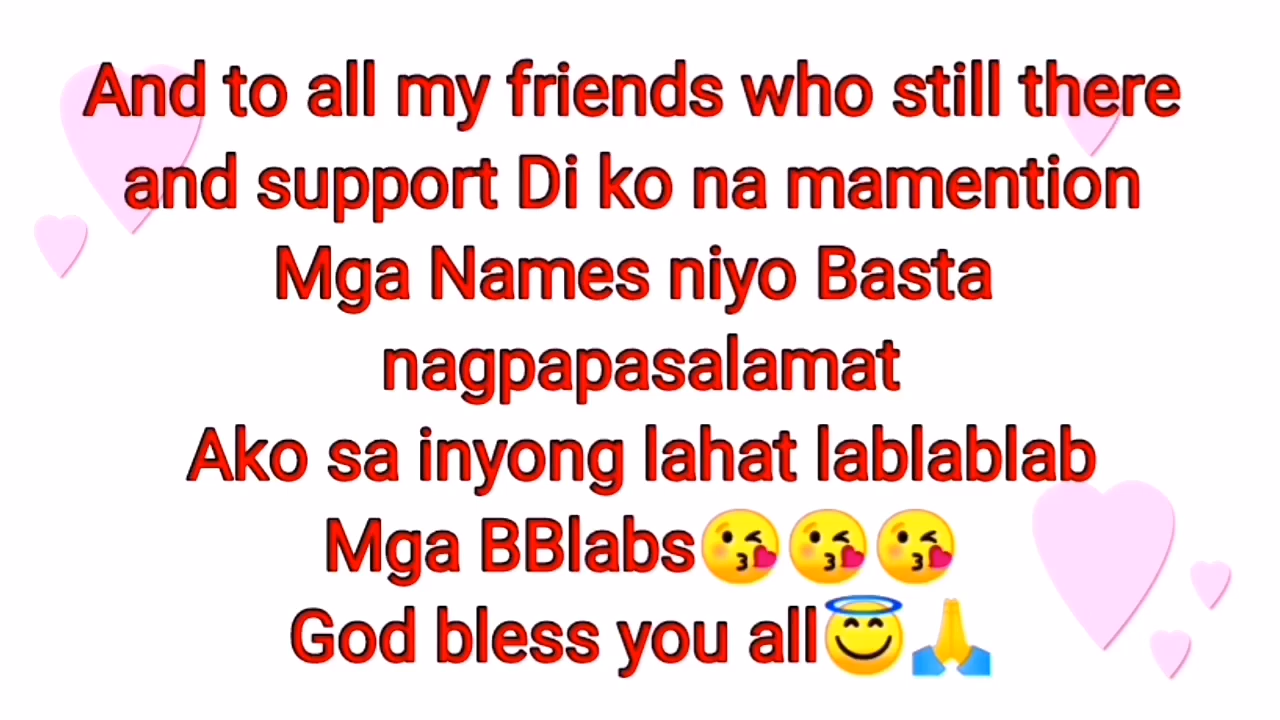 And to all my friends who still there
and support Di ko na mamention
Mga Names niyo Basta
nagpapasalamat
Ako sa inyong lahat lablablab
Mga BBlabs😘😘😘
God bless you all😇🙏